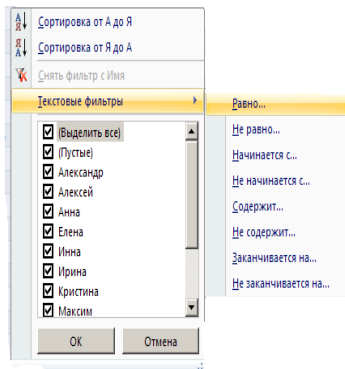 Сортировка от А до Я
Сортировка от Я до А
Снять фильтр с Имя
Текстовые фильтры
(Выделить все)
(Пустые)
Александр
Алексей
Анна
Елена
Инна
Ирина
Кристина
Максим
ОК
Отмена
Равно...
Не равно...
Начинается с...
Не начинается с...
Содержит...
Не содержит...
Заканчивается на...
Не заканчивается на...